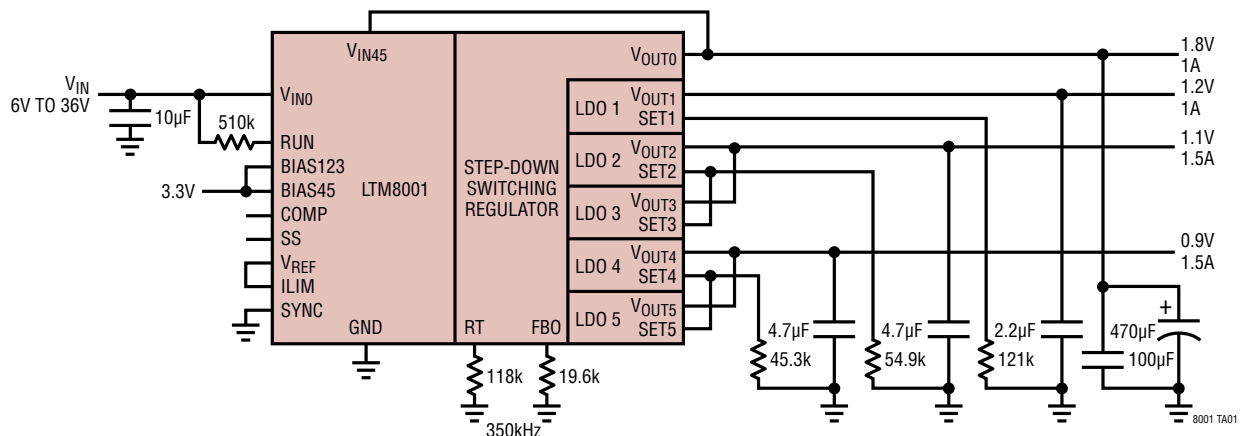 VIN45
VOUT0
1.8V
1A
VIN
6V TO 36V
10µF
510k
VIN0
RUN
BIAS123
BIAS45
3.3V
COMP
SS
VREF
ILIM
SYNC
GND
LTM8001
STEP-DOWN
SWITCHING
REGULATOR
RT
FBO
LDO 1
VOUT1
SET1
1.2V
1A
LDO 2
VOUT2
SET2
1.1V
1.5A
LDO 3
VOUT3
SET3
LDO 4
VOUT4
SET4
0.9V
1.5A
LDO 5
VOUT5
SET5
118k
19.6k
350kHz
4.7µF
45.3k
4.7µF
54.9k
2.2µF
121k
+
470µF
100µF
8001 TA01